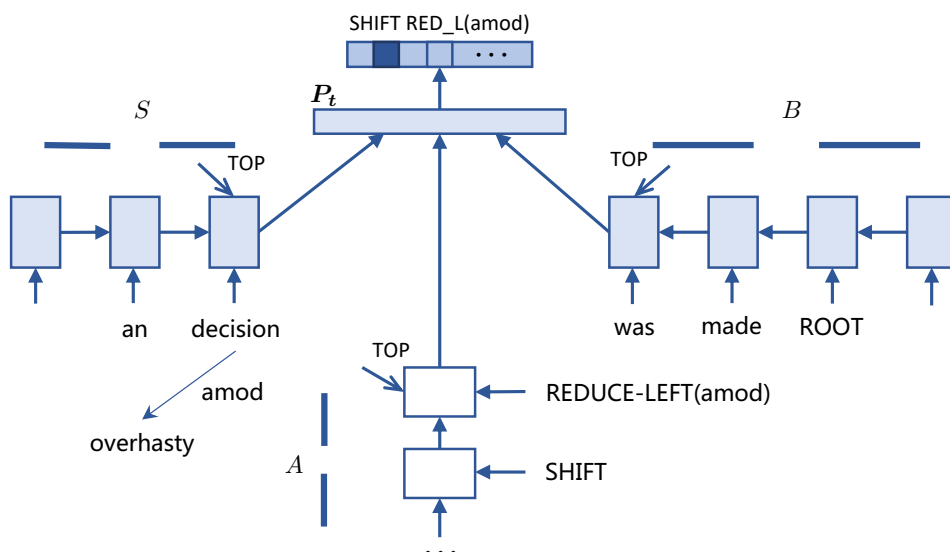 SHIFT RED_L(amod)
...
P_t
S
B
TOP
TOP
an
decision
was
made
ROOT
amod
overhasty
TOP
REDUCE-LEFT(amod)
A
SHIFT
...